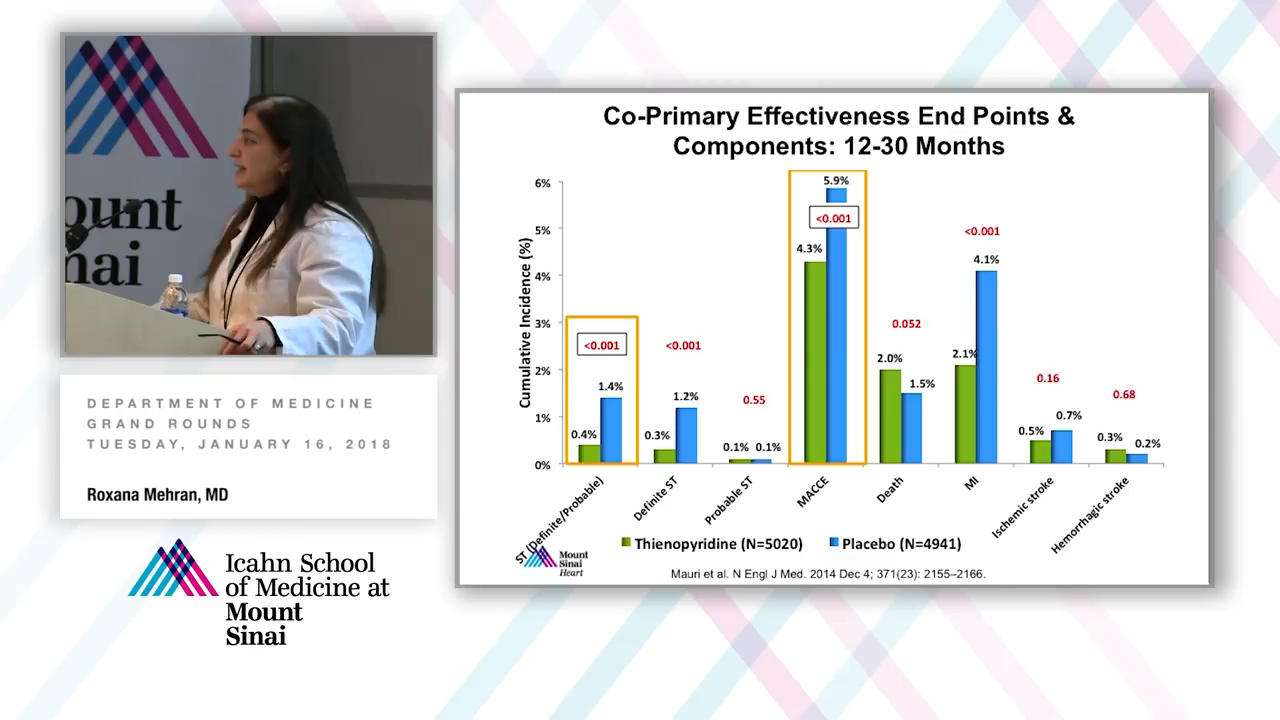 ount
inai
DEPARTMENT OF MEDICINE
GRAND ROUNDS
TUESDAY, JANUARY 16, 2018
Roxana Mehran, MD
Icahn School
of Medicine at
Mount
Sinai
Co-Primary Effectiveness End Points &
Components: 12-30 Months
Cumulative Incidence (%)
6%
5%
4%
3%
2%
1%
0%
<0.001
0.4%
1.4%
<0.001
0.3%
1.2%
0.55
0.1%
0.1%
5.9%
<0.001
4.3%
0.052
2.0%
1.5%
<0.001
4.1%
2.1%
0.16
0.5%
0.7%
0.68
0.3%
0.2%
ST (Definite/Probable)
Definite ST
Probable ST
MACCE
Death
MI
Ischemic stroke
Hemorrhagic stroke
Thienopyridine (N=5020)
Placebo (N=4941)
Mount
Sinai
Heart
Mauri et al. N Engl J Med. 2014 Dec 4; 371(23): 2155–2166.